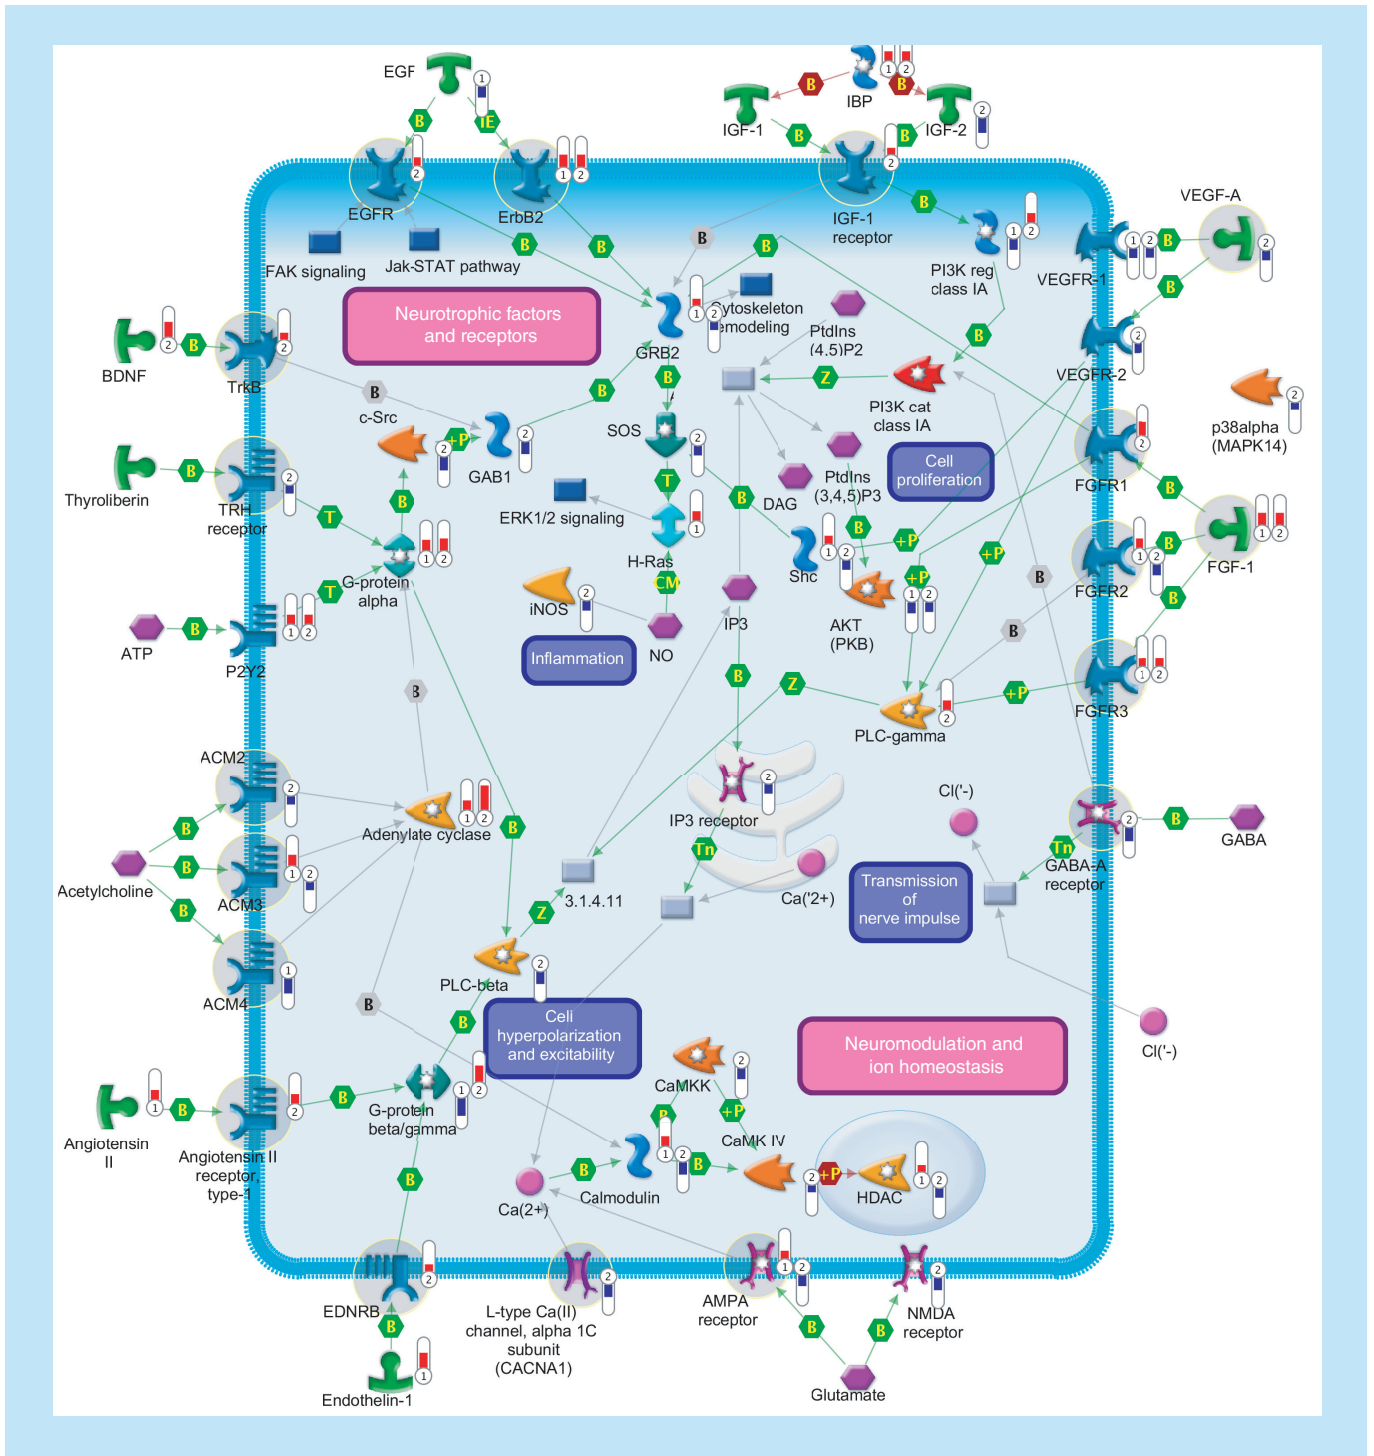 EGF
IBP
IGF-1
IGF-2
B
B
B
IE
B
B
EGFR
ErbB2
IGF-1
receptor
VEGF-A
FAK signaling
Jak-STAT pathway
B
B
B
B
B
PI3K reg
class IA
VEGFR-1
B
B
Neurotrophic factors
and receptors
Cytoskeleton
remodeling
PtdIns
(4.5)P2
BDNF
B
TrkB
GRB2
B
B
VEGFR-2
B
B
B
Z
PI3K cat
class IA
p38alpha
(MAPK14)
c-Src
+P
GAB1
SOS
PtdIns
(3,4,5)P3
DAG
Cell
proliferation
FGFR1
Thyroliberin
B
TRH
receptor
T
B
ERK1/2 signaling
T
H-Ras
B
B
+P
+P
B
B
FGF-1
G-protein
alpha
T
iNOS
CM
NO
IP3
Shc
+P
AKT
(PKB)
B
B
FGFR2
B
ATP
B
P2Y2
Inflammation
B
B
Z
PLC-gamma
+P
FGFR3
ACM2
B
B
B
Acetylcholine
ACM3
ACM4
Adenylate cyclase
B
3.1.4.11
Z
IP3 receptor
Tn
Ca('2+)
Cl('-)
Tn
GABA-A
receptor
B
GABA
Transmission
of
nerve impulse
PLC-beta
B
B
Cell
hyperpolarization
and excitability
Neuromodulation and
ion homeostasis
Cl('-)
Angiotensin
II
B
Angiotensin II
receptor,
type-1
B
G-protein
beta/gamma
B
CaMKK
B
+P
CaMK IV
B
Calmodulin
B
+P
HDAC
Ca(2+)
EDNRB
B
Endothelin-1
L-type Ca(II)
channel, alpha 1C
subunit
(CACNA1)
AMPA
receptor
NMDA
receptor
B
B
Glutamate